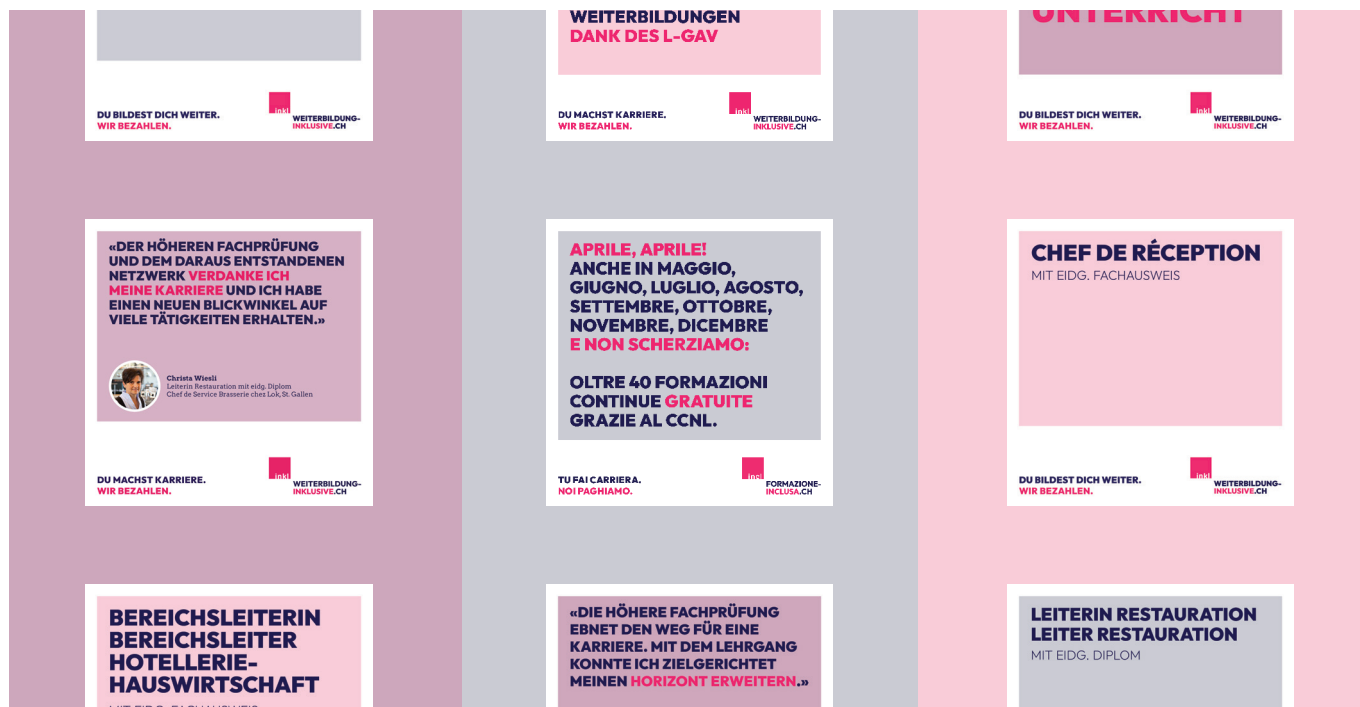 DU BILDEST DICH WEITER.
WIR BEZAHLEN.
inkl
WEITERBILDUNG-
INKLUSIVE.CH
WEITERBILDUNGEN
DANK DES L-GAV
DU MACHST KARRIERE.
WIR BEZAHLEN.
inkl
WEITERBILDUNG-
INKLUSIVE.CH
UNTERRICHT
DU BILDEST DICH WEITER.
WIR BEZAHLEN.
inkl
WEITERBILDUNG-
INKLUSIVE.CH
«DER HÖHEREN FACHPRÜFUNG
UND DEM DARAUS ENTSTANDENEN
NETZWERK VERDANKE ICH
MEINE KARRIERE UND ICH HABE
EINEN NEUEN BLICKWINKEL AUF
VIELE TÄTIGKEITEN ERHALTEN.»
Christa Wiesli
Leiterin Restauration mit eidg. Diplom
Chef de Service Brasserie chez Lok, St. Gallen
DU MACHST KARRIERE.
WIR BEZAHLEN.
inkl
WEITERBILDUNG-
INKLUSIVE.CH
APRILE, APRILE!
ANCHE IN MAGGIO,
GIUGNO, LUGLIO, AGOSTO,
SETTEMBRE, OTTOBRE,
NOVEMBRE, DICEMBRE
E NON SCHERZIAMO:
OLTRE 40 FORMAZIONI
CONTINUE GRATUITE
GRAZIE AL CCNL.
TU FAI CARRIERA.
NOI PAGHIAMO.
incl
FORMAZIONE-
INCLUSA.CH
CHEF DE RÉCEPTION
MIT EIDG. FACHAUSWEIS
DU BILDEST DICH WEITER.
WIR BEZAHLEN.
inkl
WEITERBILDUNG-
INKLUSIVE.CH
BEREICHSLEITERIN
BEREICHSLEITER
HOTELLERIE-
HAUSWIRTSCHAFT
MIT EIDG. FACHAUSWEIS
«DIE HÖHERE FACHPRÜFUNG
EBNET DEN WEG FÜR EINE
KARRIERE. MIT DEM LEHRGANG
KONNTE ICH ZIELGERICHTET
MEINEN HORIZONT ERWEITERN.»
LEITERIN RESTAURATION
LEITER RESTAURATION
MIT EIDG. DIPLOM